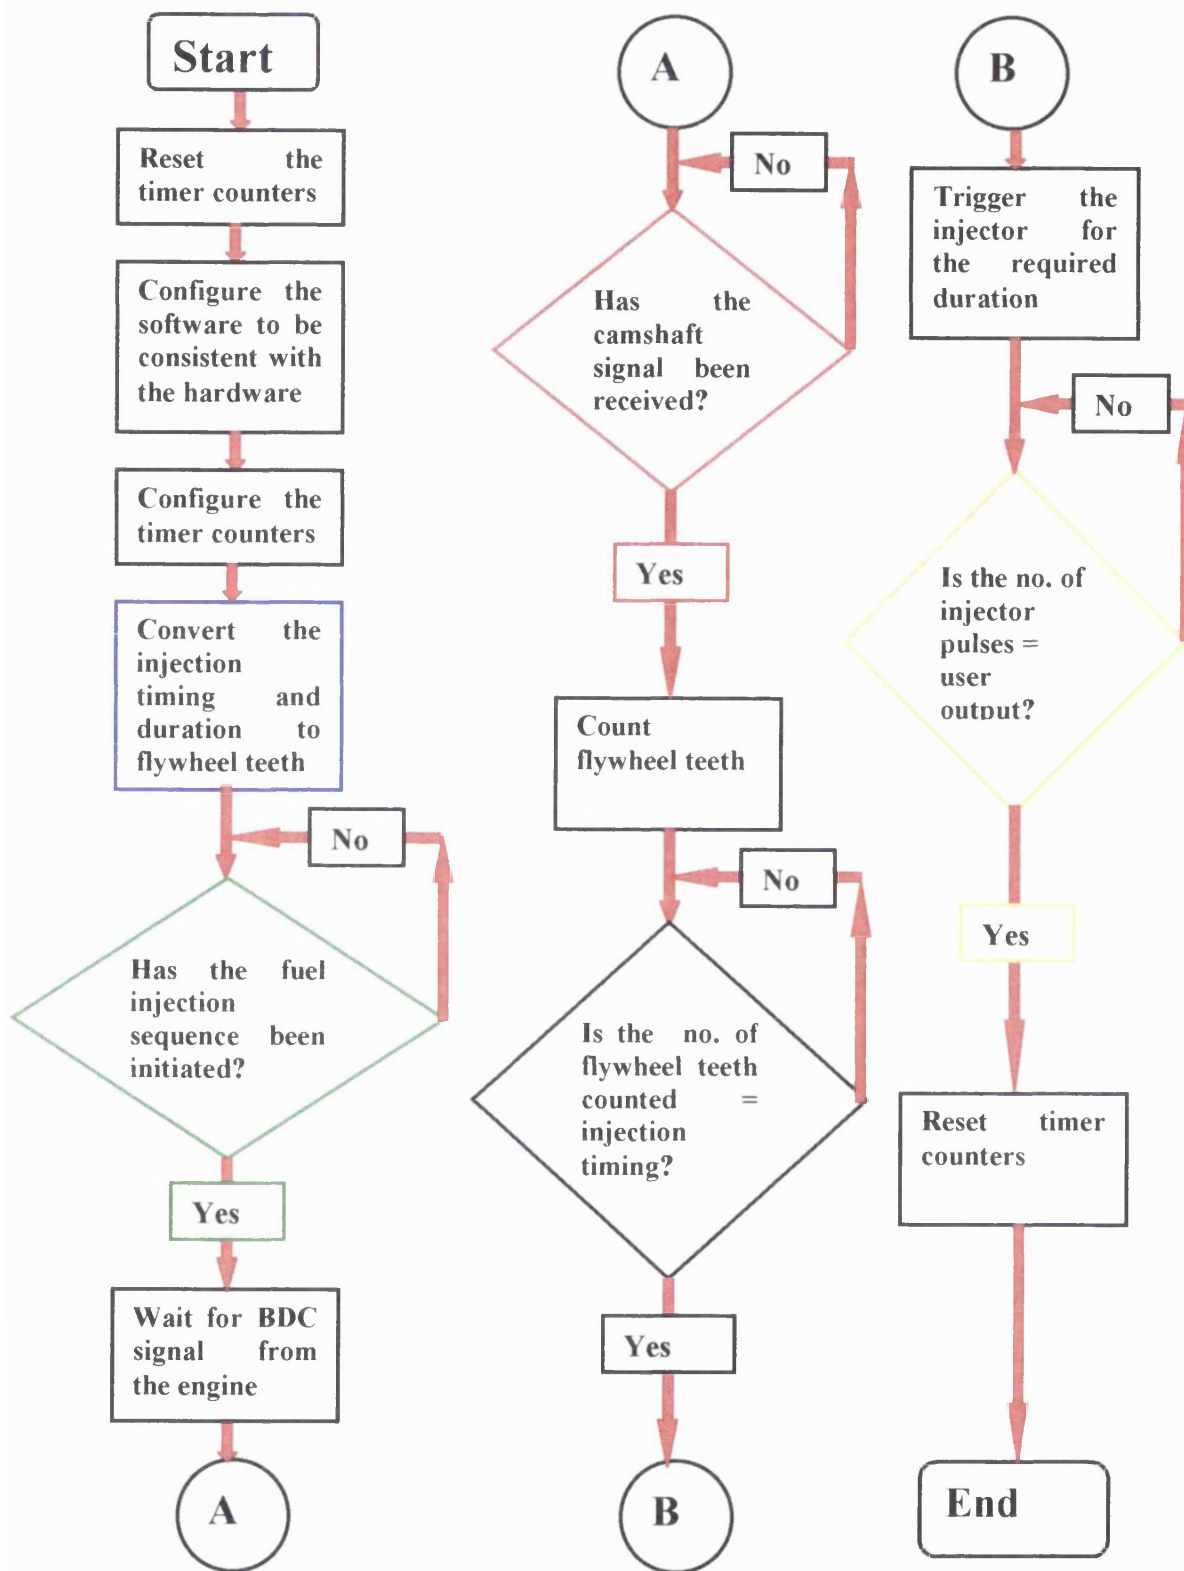 Start
Reset the
timer counters
Configure the
software to be
consistent with
the hardware
Configure the
timer counters
Convert the
injection
timing and
duration to
flywheel teeth
No
Has the fuel
injection
sequence been
initiated?
Yes
Wait for BDC
signal from
the engine
A
A
No
Has the
camshaft
signal been
received?
Yes
Count
flywheel teeth
No
Is the no. of
flywheel teeth
counted =
injection
timing?
Yes
B
B
Trigger the
injector for
the required
duration
No
Is the no. of
injector
pulses =
user
output?
Yes
Reset timer
counters
End